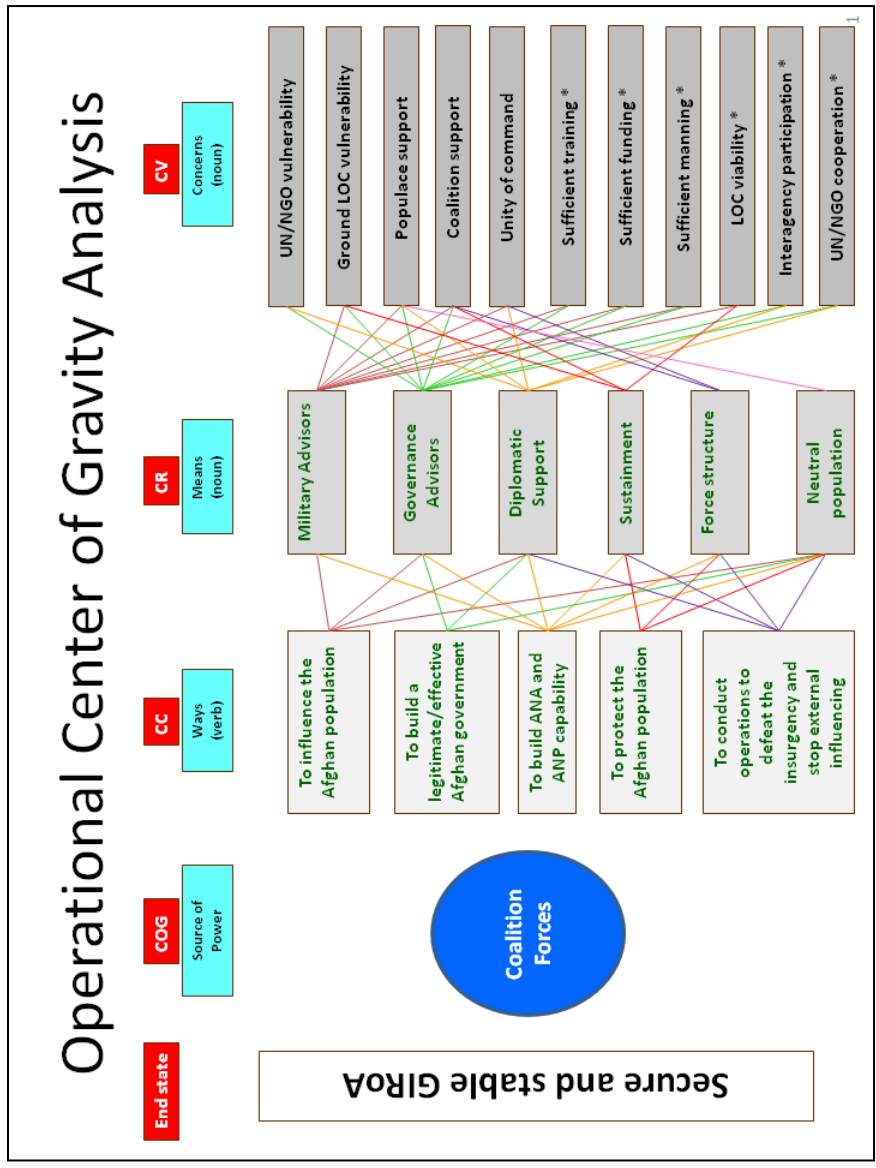 Operational Center of Gravity Analysis
End state
COG
CC
CR
CV
Source of
Power
Ways
(verb)
Means
(noun)
Concerns
(noun)
Secure and stable GIRoA
Coalition
Forces
To influence the
Afghan population
To build a
legitimate/effective
Afghan government
To build ANA and
ANP capability
To protect the
Afghan population
To conduct
operations to
defeat the
insurgency and
stop external
influencing
Military Advisors
Governance
Advisors
Diplomatic
Support
Sustainment
Force structure
Neutral
population
UN/NGO vulnerability
Ground LOC vulnerability
Populace support
Coalition support
Unity of command
Sufficient training *
Sufficient funding *
Sufficient manning *
LOC viability *
Interagency participation *
UN/NGO cooperation *
1